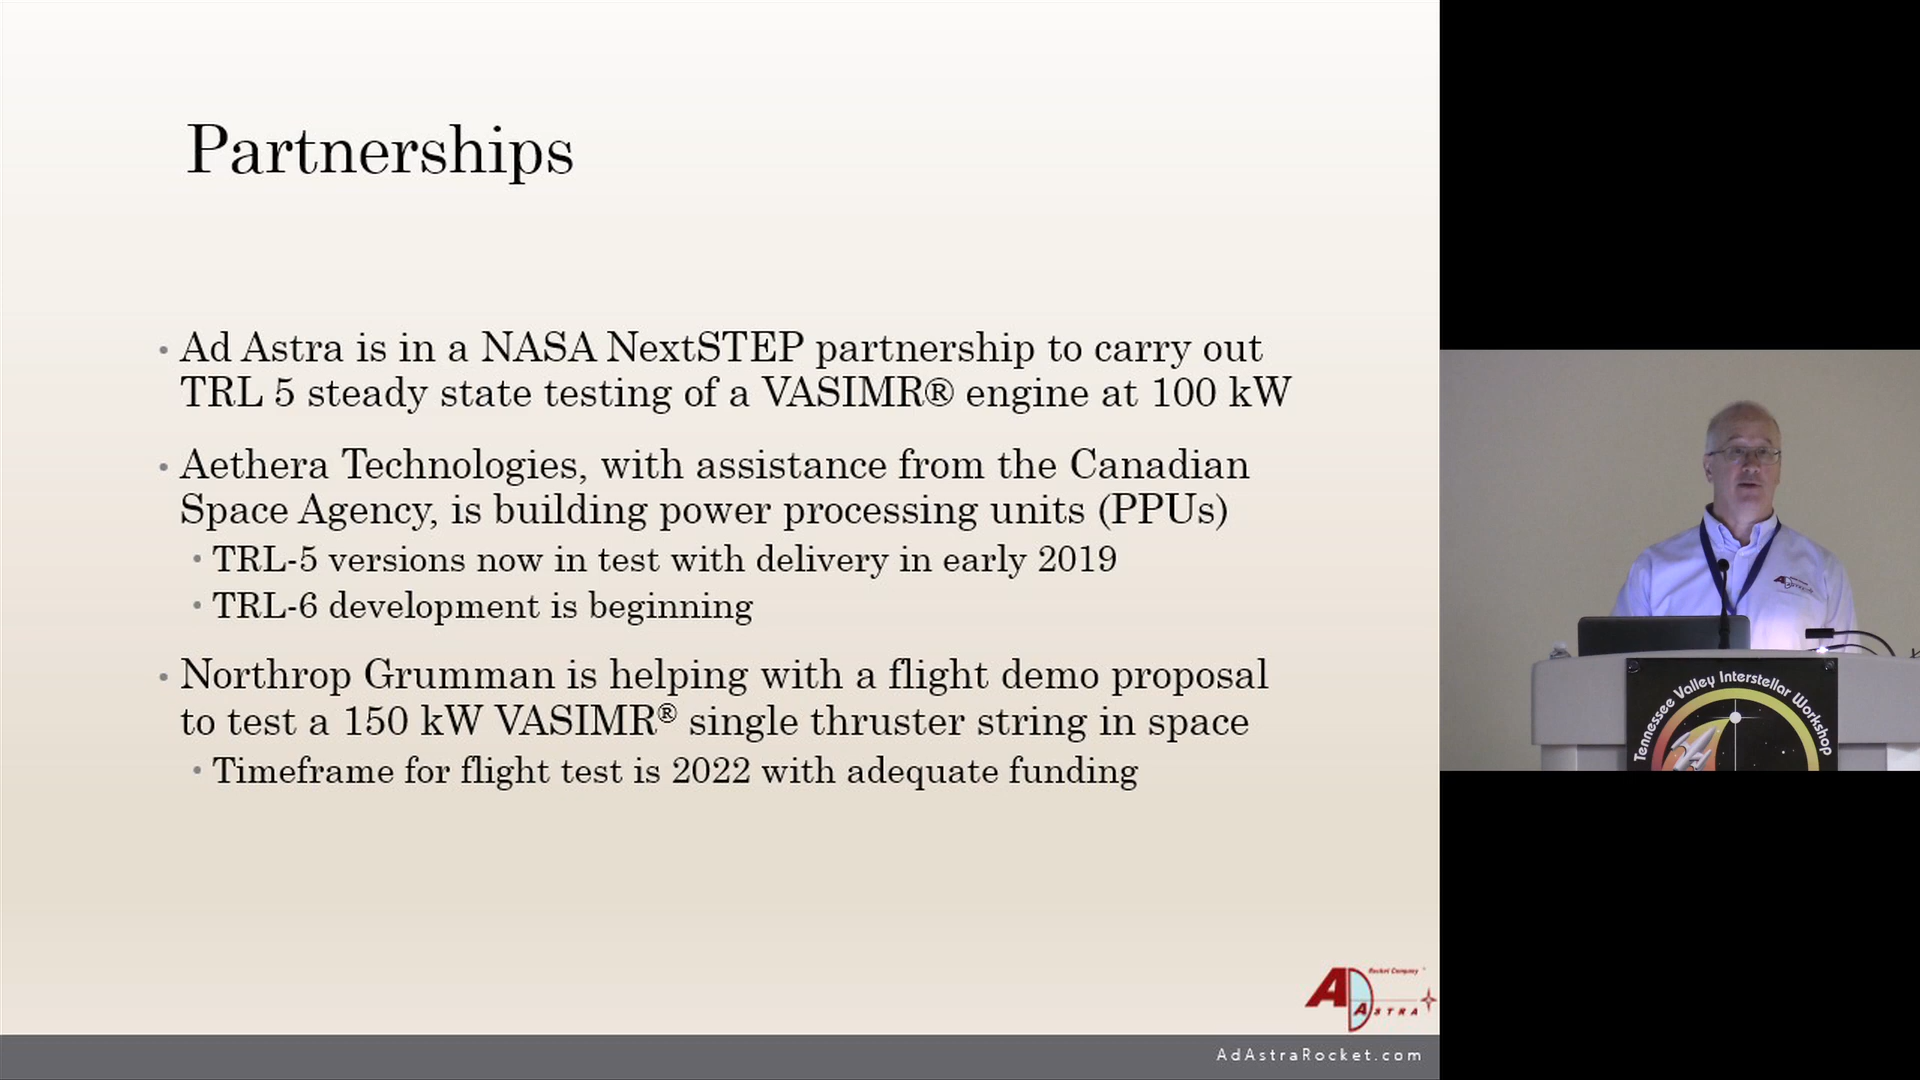 Partnerships
• Ad Astra is in a NASA NextSTEP partnership to carry out
TRL 5 steady state testing of a VASIMR® engine at 100 kW
• Aethera Technologies, with assistance from the Canadian
Space Agency, is building power processing units (PPUs)
• TRL-5 versions now in test with delivery in early 2019
• TRL-6 development is beginning
• Northrop Grumman is helping with a flight demo proposal
to test a 150 kW VASIMR® single thruster string in space
• Timeframe for flight test is 2022 with adequate funding
Rocket Company
AD ASTRA
AdAstraRocket.com
Tennessee Valley Interstellar Workshop